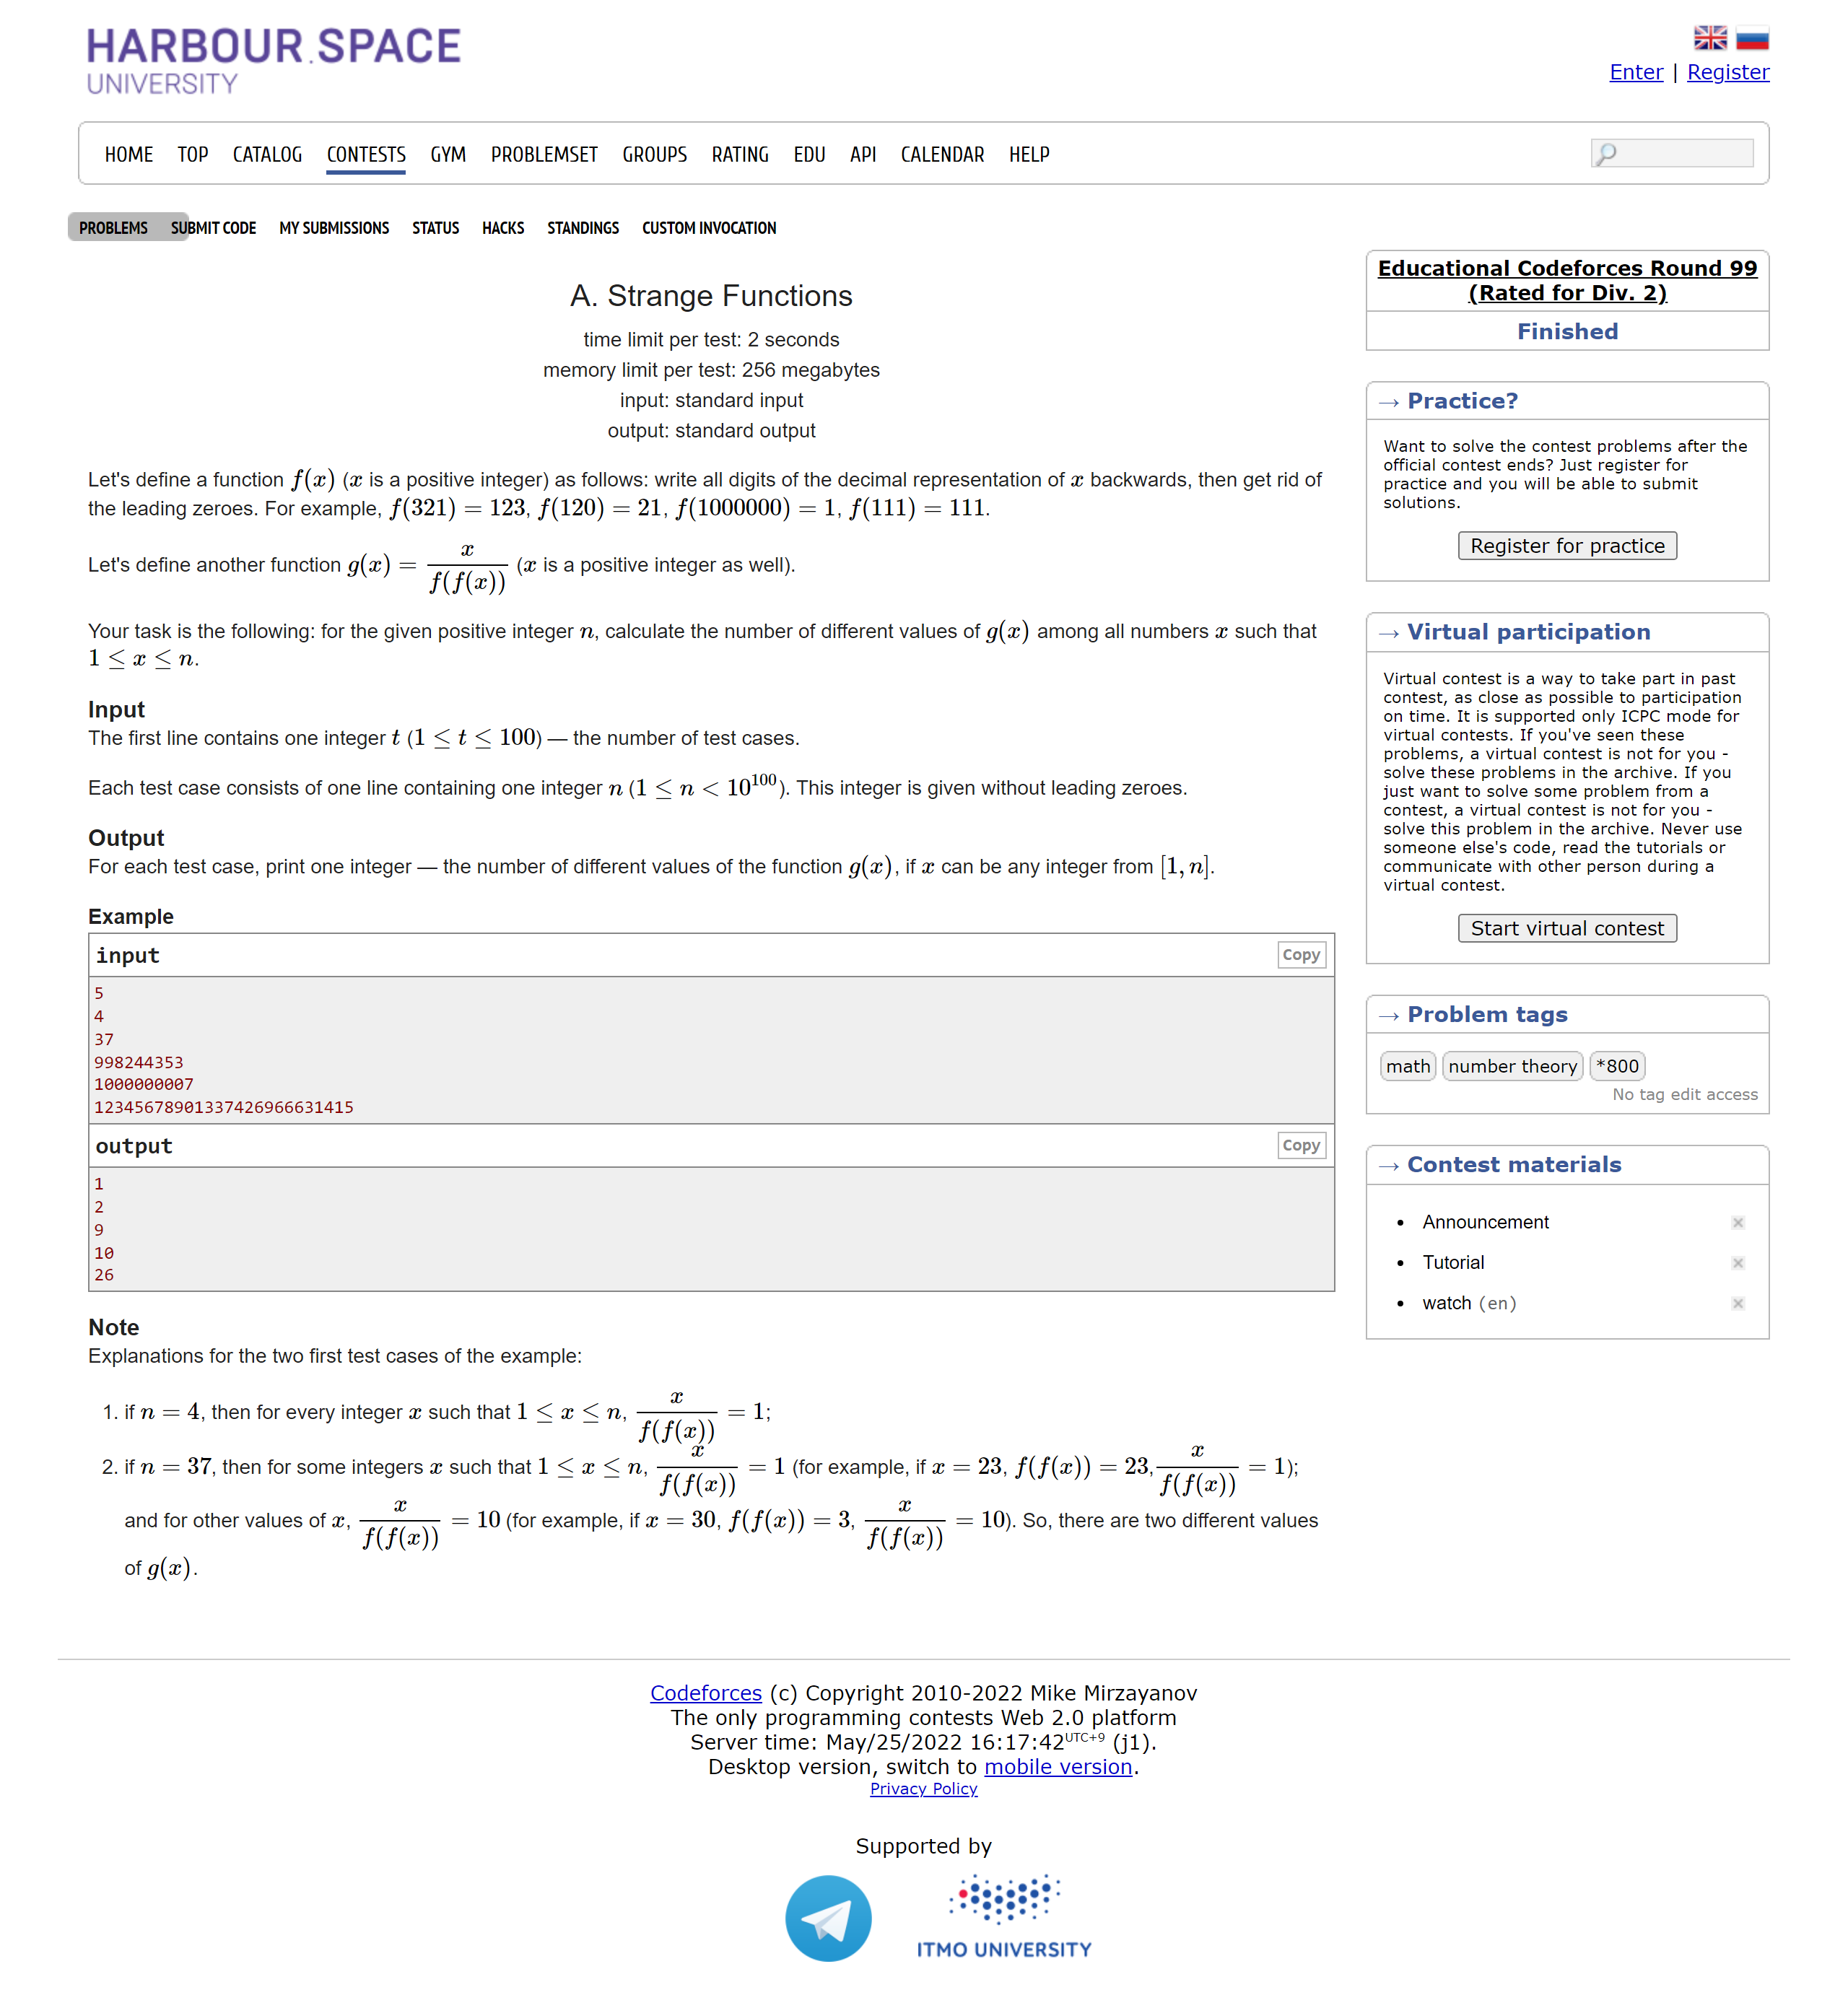 HARBOUR.SPACE
UNIVERSITY
Enter | Register
HOME TOP CATALOG CONTESTS GYM PROBLEMSET GROUPS RATING EDU API CALENDAR HELP
PROBLEMS SUBMIT CODE MY SUBMISSIONS STATUS HACKS STANDINGS CUSTOM INVOCATION
A. Strange Functions
time limit per test: 2 seconds
memory limit per test: 256 megabytes
input: standard input
output: standard output
Let's define a function f(x) (x is a positive integer) as follows: write all digits of the decimal representation of x backwards, then get rid of
the leading zeroes. For example, f(321) = 123, f(120) = 21, f(1000000) = 1, f(111) = 111.
Let's define another function g(x) = x / f(f(x)) (x is a positive integer as well).
Your task is the following: for the given positive integer n, calculate the number of different values of g(x) among all numbers x such that
1 ≤ x ≤ n.
Input
The first line contains one integer t (1 ≤ t ≤ 100) — the number of test cases.
Each test case consists of one line containing one integer n (1 ≤ n < 10^100). This integer is given without leading zeroes.
Output
For each test case, print one integer — the number of different values of the function g(x), if x can be any integer from [1, n].
Example
input
Copy
5
4
37
998244353
1000000007
12345678901337426966631415
output
Copy
1
2
9
10
26
Note
Explanations for the two first test cases of the example:
1. if n = 4, then for every integer x such that 1 ≤ x ≤ n, x / f(f(x)) = 1;
2. if n = 37, then for some integers x such that 1 ≤ x ≤ n, x / f(f(x)) = 1 (for example, if x = 23, f(f(x)) = 23, x / f(f(x)) = 1);
and for other values of x, x / f(f(x)) = 10 (for example, if x = 30, f(f(x)) = 3, x / f(f(x)) = 10). So, there are two different values
of g(x).
Educational Codeforces Round 99
(Rated for Div. 2)
Finished
→ Practice?
Want to solve the contest problems after the
official contest ends? Just register for
practice and you will be able to submit
solutions.
Register for practice
→ Virtual participation
Virtual contest is a way to take part in past
contest, as close as possible to participation
on time. It is supported only ICPC mode for
virtual contests. If you've seen these
problems, a virtual contest is not for you -
solve these problems in the archive. If you
just want to solve some problem from a
contest, a virtual contest is not for you -
solve this problem in the archive. Never use
someone else's code, read the tutorials or
communicate with other person during a
virtual contest.
Start virtual contest
→ Problem tags
math number theory *800
No tag edit access
→ Contest materials
• Announcement
• Tutorial
• watch (en)
Codeforces (c) Copyright 2010-2022 Mike Mirzayanov
The only programming contests Web 2.0 platform
Server time: May/25/2022 16:17:42 UTC+9 (j1).
Desktop version, switch to mobile version.
Privacy Policy
Supported by
ITMO UNIVERSITY